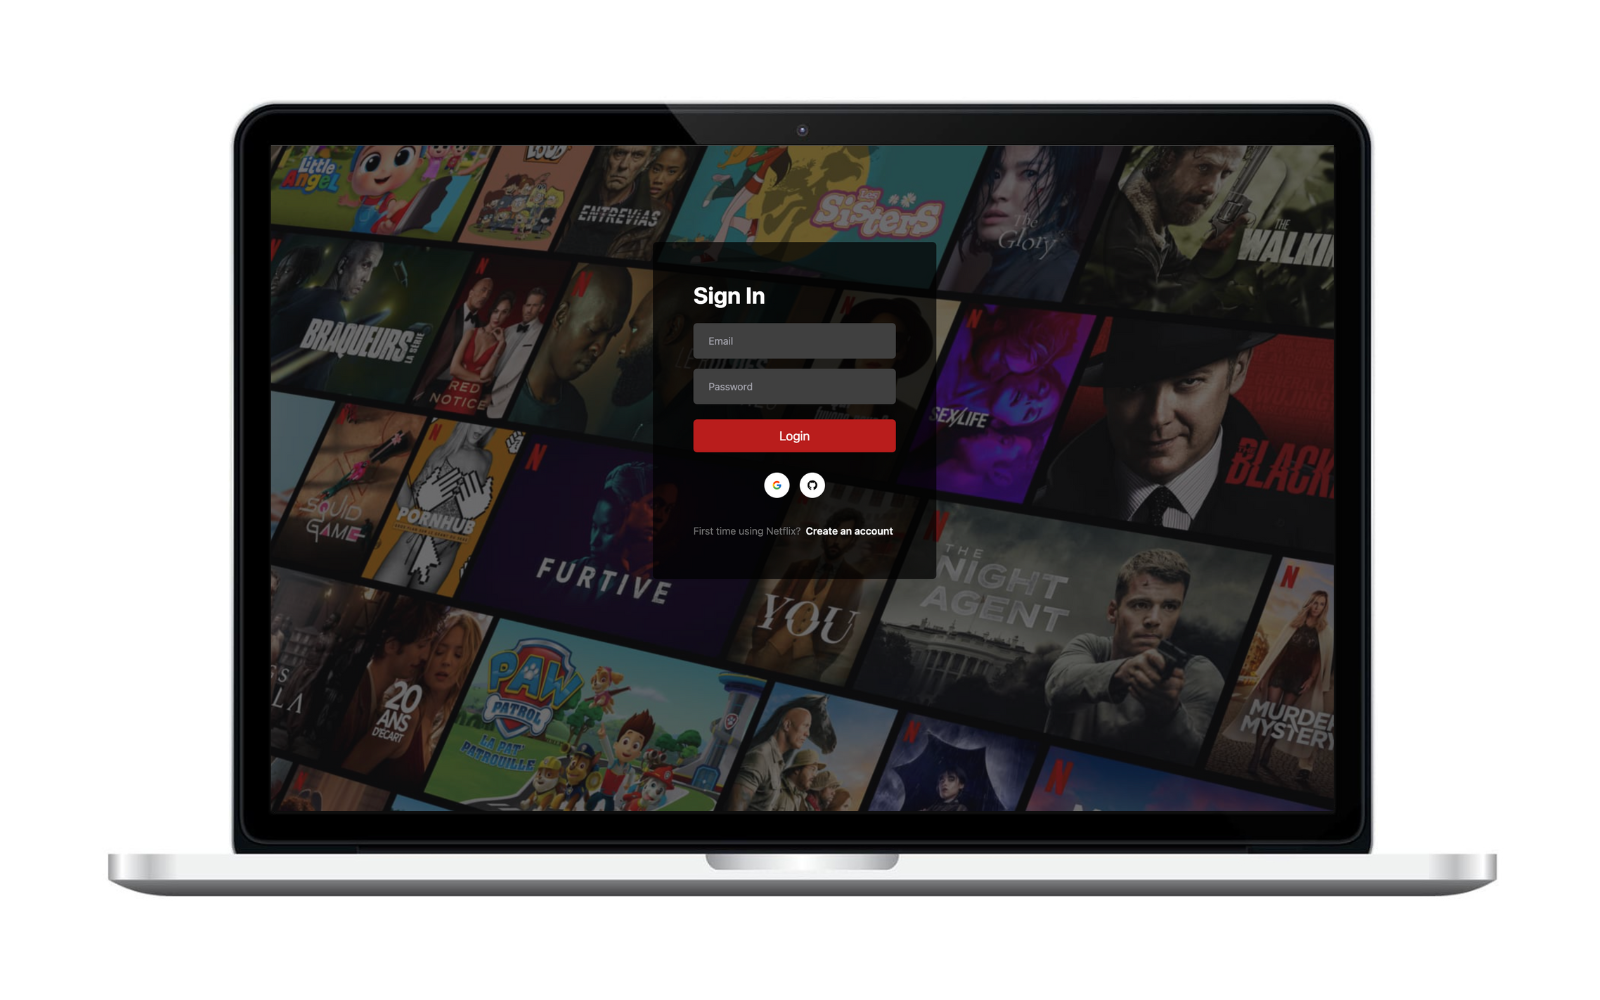 Little
Angel
LOUD
ENTREVIAS
the
SiSterS
The
Glory
THE
WALKI
BRAQUEURS
LA SÉRIE
RED
NOTICE
Sign In
Email
Password
Login
First time using Netflix? Create an account
SEX/LIFE
BLACK
SQUID
GAME
PORNHUB
FURTIVE
YOU
THE
NIGHT
AGENT
20
ANS
D'ÉCART
PAW
PATROL
LA PAT'
PATROUILLE
MURDER
MYSTERY